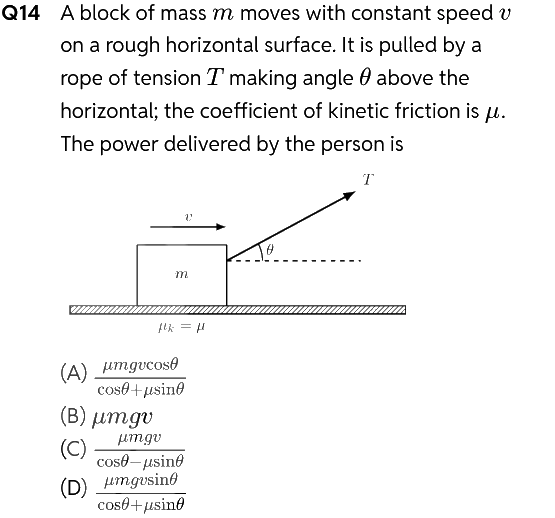 Q14 A block of mass m moves with constant speed v
on a rough horizontal surface. It is pulled by a
rope of tension T making angle θ above the
horizontal; the coefficient of kinetic friction is μ.
The power delivered by the person is
T
v
θ
m
μk = μ
(A) μmgvcosθ / cosθ+μsinθ
(B) μmgv
(C) μmgv / cosθ−μsinθ
(D) μmgvsinθ / cosθ+μsinθ